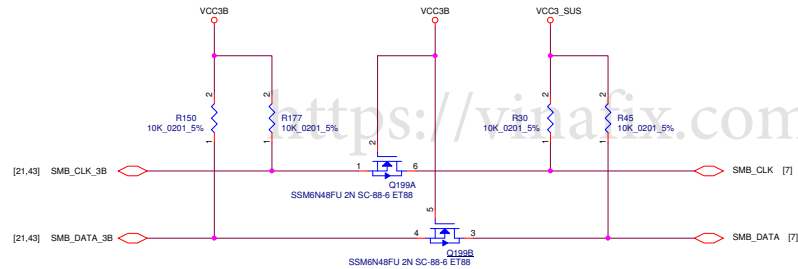 VCC3B VCC3B VCC3_SUS
2 2 2 2
https://vinafix.com
R150 R177 R30 R45
10K_0201_5% 10K_0201_5% 10K_0201_5% 10K_0201_5%
2
1 1 1 1
[21,43] SMB_CLK_3B 1 6 SMB_CLK [7]
Q199A
SSM6N48FU 2N SC-88-6 ET88
5
[21,43] SMB_DATA_3B 4 3 SMB_DATA [7]
Q199B
SSM6N48FU 2N SC-88-6 ET88